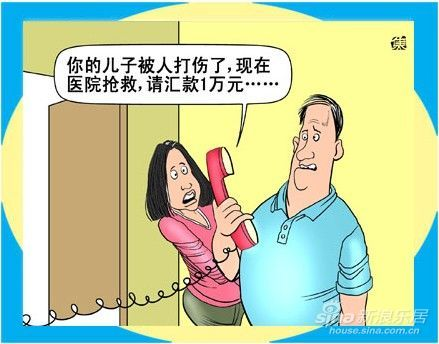 你的儿子被人打伤了,现在
医院抢救,请汇款1万元……
sina新浪乐居
house.sina.com.cn